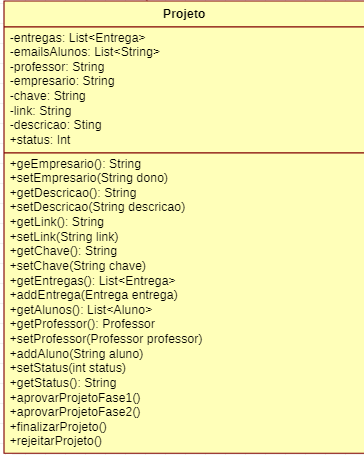 Projeto
-entregas: List<Entrega>
-emailsAlunos: List<String>
-professor: String
-empresario: String
-chave: String
-link: String
-descricao: Sting
+status: Int
+geEmpresario(): String
+setEmpresario(String dono)
+getDescricao(): String
+setDescricao(String descricao)
+getLink(): String
+setLink(String link)
+getChave(): String
+setChave(String chave)
+getEntregas(): List<Entrega>
+addEntrega(Entrega entrega)
+getAlunos(): List<Aluno>
+getProfessor(): Professor
+setProfessor(Professor professor)
+addAluno(String aluno)
+setStatus(int status)
+getStatus(): String
+aprovarProjetoFase1()
+aprovarProjetoFase2()
+finalizarProjeto()
+rejeitarProjeto()